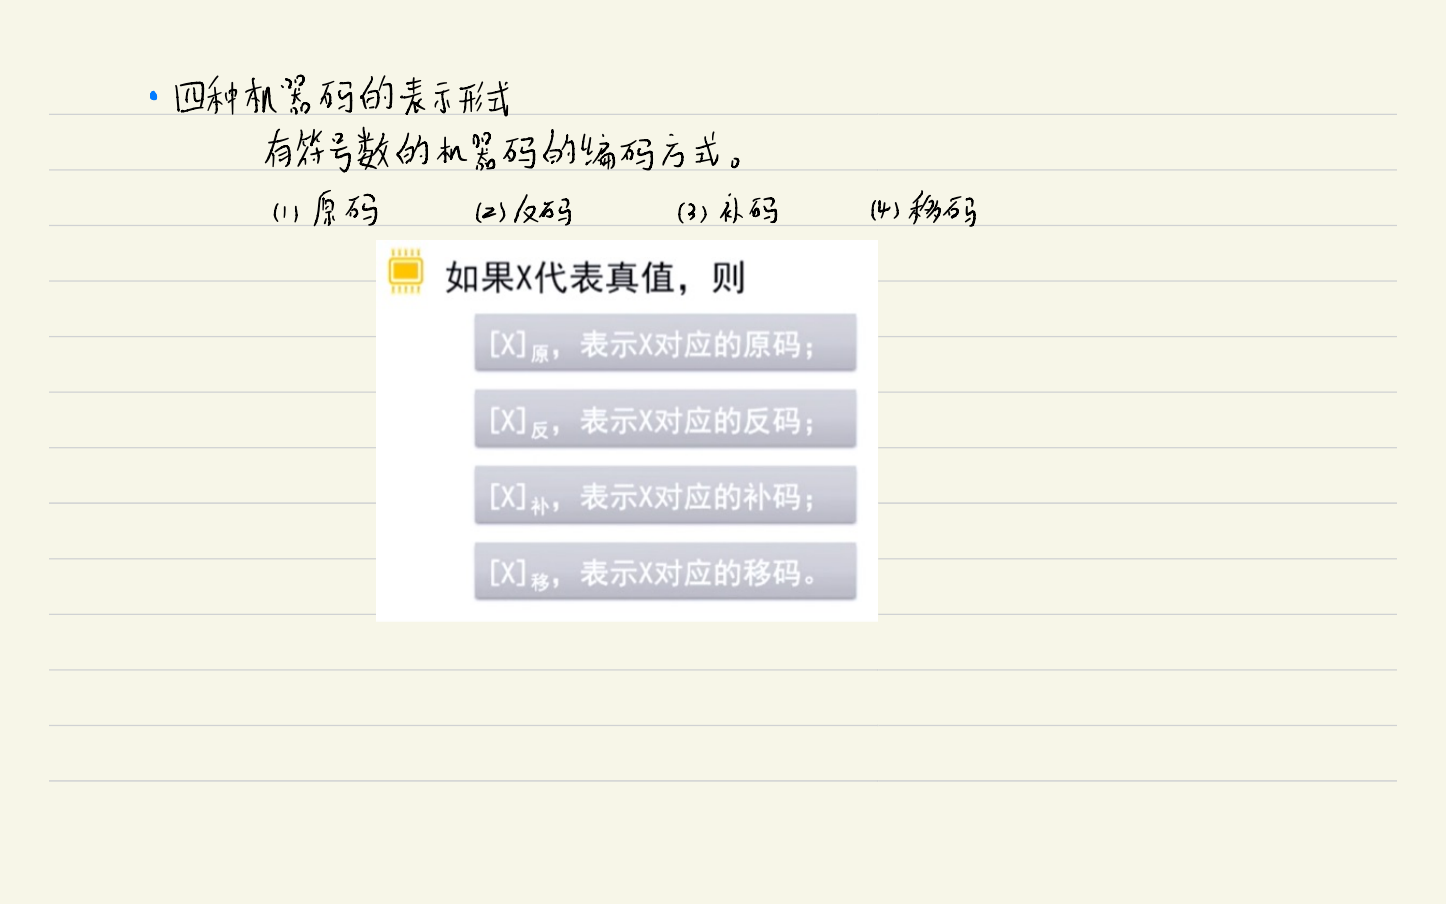 四种机器码的表示形式
有符号数的机器码的编码方式。
(1) 原码 (2) 反码 (3) 补码 (4) 移码
如果X代表真值，则
[X]原，表示X对应的原码；
[X]反，表示X对应的反码；
[X]补，表示X对应的补码；
[X]移，表示X对应的移码。